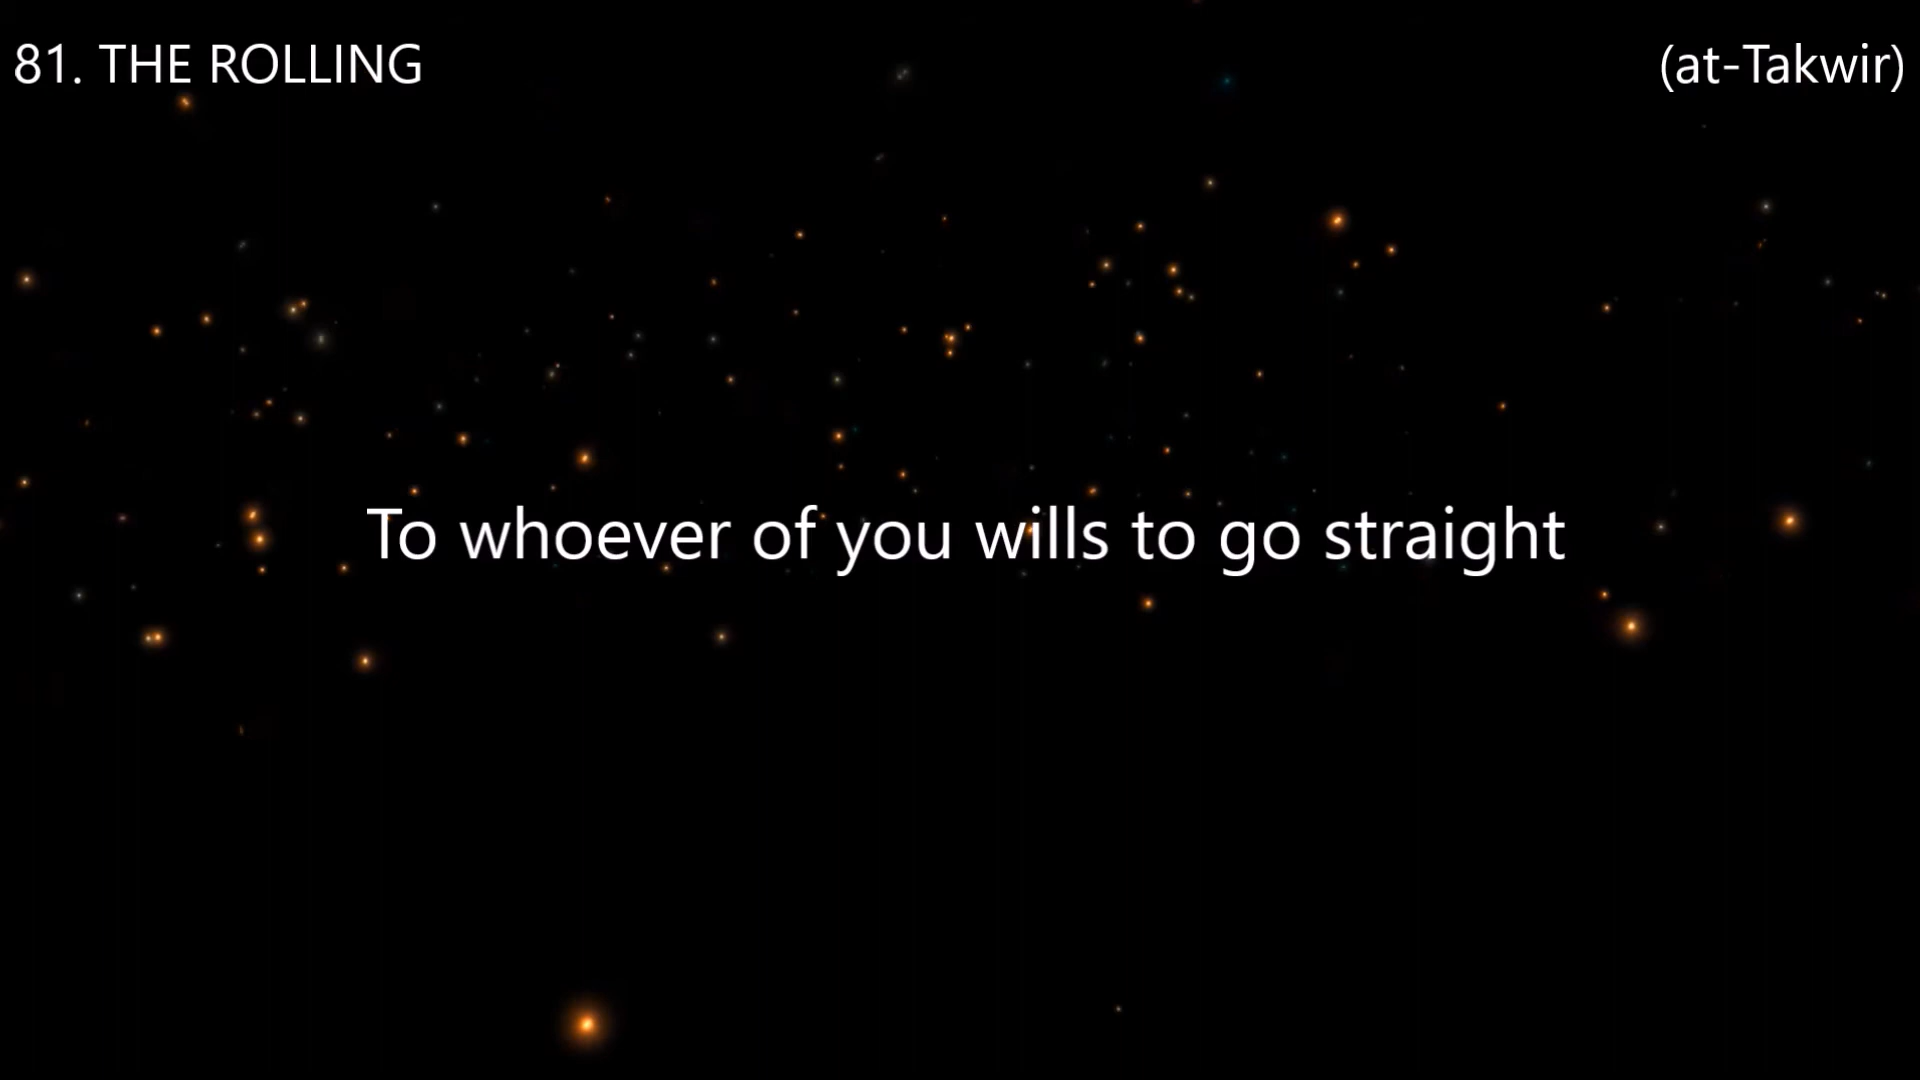 81. THE ROLLING (at-Takwir)
To whoever of you wills to go straight